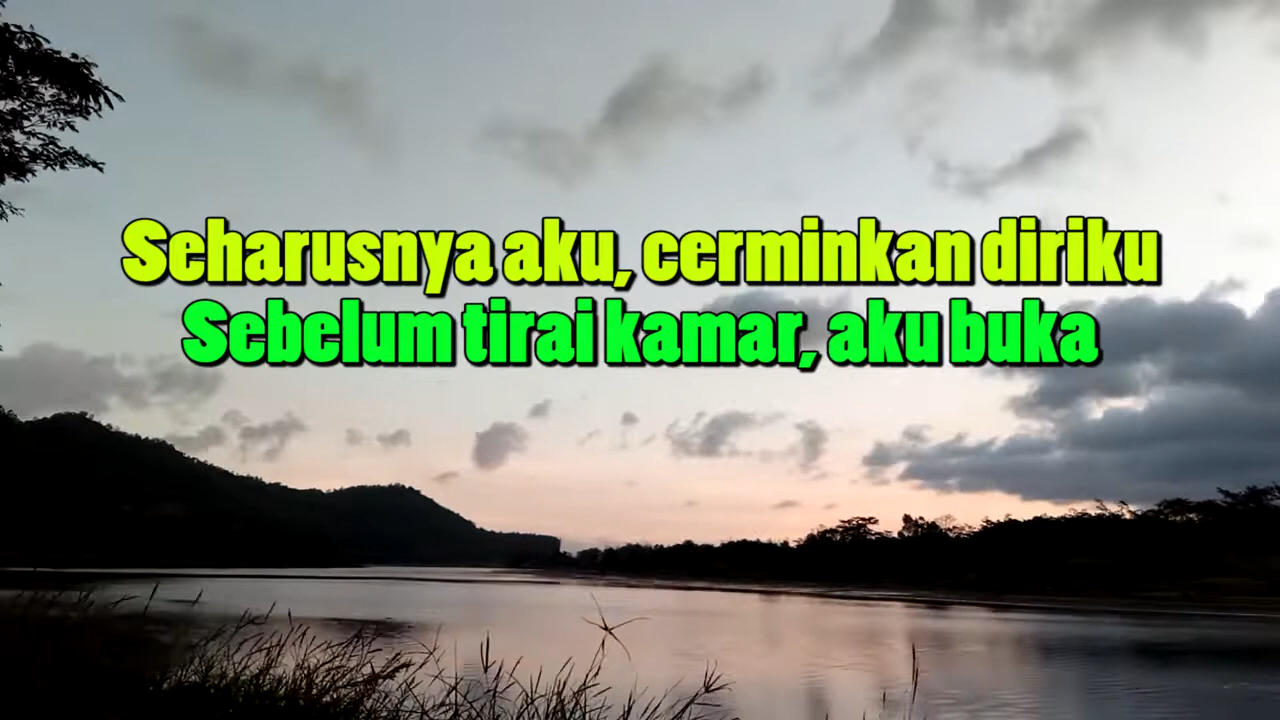 Seharusnya aku, cerminkan diriku
Sebelum tirai kamar, aku buka